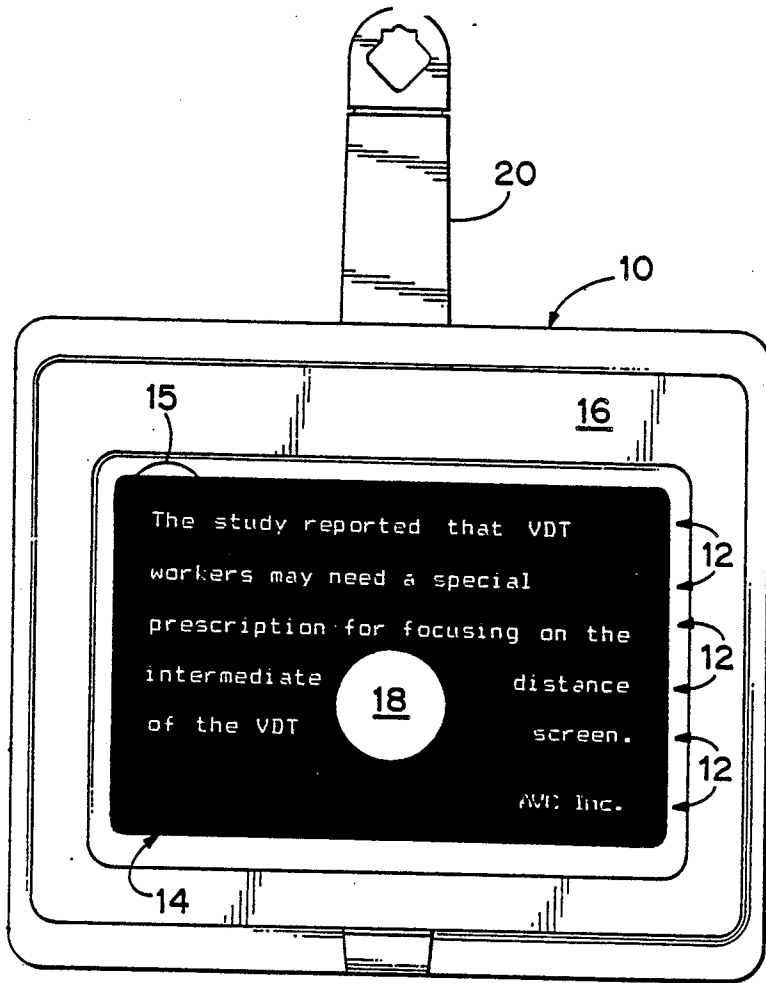 20
10
15
16
The study reported that VDT
workers may need a special
prescription for focusing on the
intermediate distance
of the VDT screen.
AVC Inc.
18
12
12
12
14